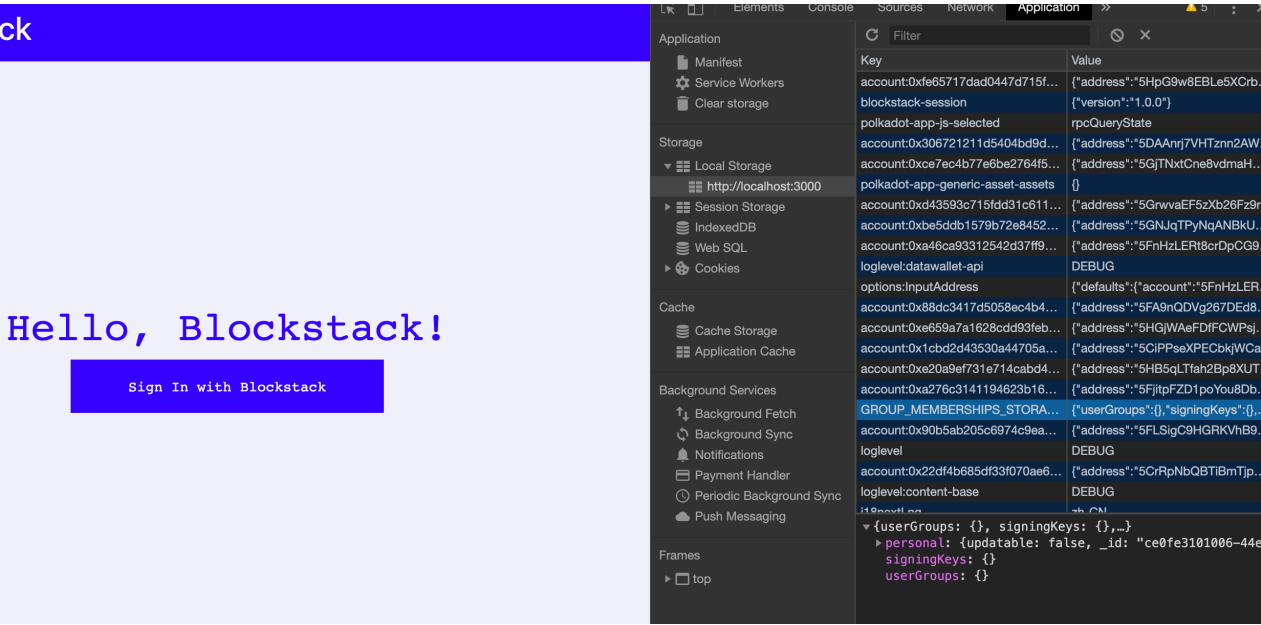 ck
Hello, Blockstack!
Sign In with Blockstack
Elements Console Sources Network Application » 5
Application
Manifest
Service Workers
Clear storage
Storage
Local Storage
http://localhost:3000
Session Storage
IndexedDB
Web SQL
Cookies
Cache
Cache Storage
Application Cache
Background Services
Background Fetch
Background Sync
Notifications
Payment Handler
Periodic Background Sync
Push Messaging
Frames
top
Filter
Key Value
account:0xfe65717dad0447d715f... {"address":"5HpG9w8EBLe5XCrb...
blockstack-session {"version":"1.0.0"}
polkadot-app-js-selected rpcQueryState
account:0x306721211d5404bd9d... {"address":"5DAAnrj7VHTznn2AW...
account:0xce7ec4b77e6be2764f5... {"address":"5GjTNxtCne8vdmaH...
polkadot-app-generic-asset-assets {}
account:0xd43593c715fdd31c611... {"address":"5GrwvaEF5zXb26Fz9r
account:0xbe5ddb1579b72e8452... {"address":"5GNJqTPyNqANBkU...
account:0xa46ca93312542d37ff9... {"address":"5FnHzLERt8crDpCG9
loglevel:datawallet-api DEBUG
options:InputAddress {"defaults":{"account":"5FnHzLER
account:0x88dc3417d5058ec4b4... {"address":"5FA9nQDVg267DEd8...
account:0xe659a7a1628cdd93feb... {"address":"5HGjWAeFDfFCWPsj...
account:0x1cbd2d43530a44705a... {"address":"5CiPPseXPECbkjWCa
account:0xe20a9ef731e714cabd4... {"address":"5HB5qLTfah2Bp8XUT
account:0xa276c3141194623b16... {"address":"5FjitpFZD1poYou8Db...
GROUP_MEMBERSHIPS_STORA... {"userGroups":{},"signingKeys":{},...
account:0x90b5ab205c6974c9ea... {"address":"5FLSigC9HGRKVhB9...
loglevel DEBUG
account:0x22df4b685df33f070ae6... {"address":"5CrRpNbQBTiBmTjp...
loglevel:content-base DEBUG
i18nextLng zh-CN
{userGroups: {}, signingKeys: {},…}
personal: {updatable: false, _id: "ce0fe3101006-44e
signingKeys: {}
userGroups: {}